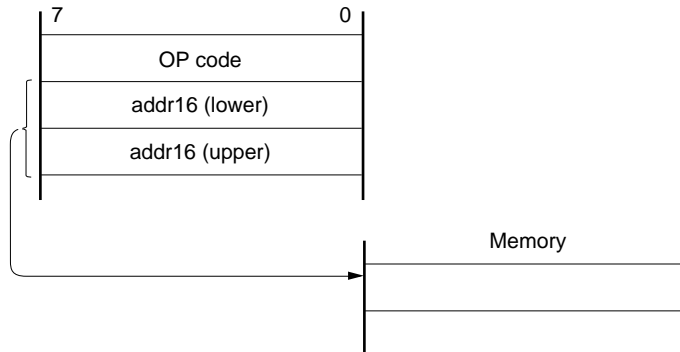 7 0
OP code
addr16 (lower)
addr16 (upper)
Memory